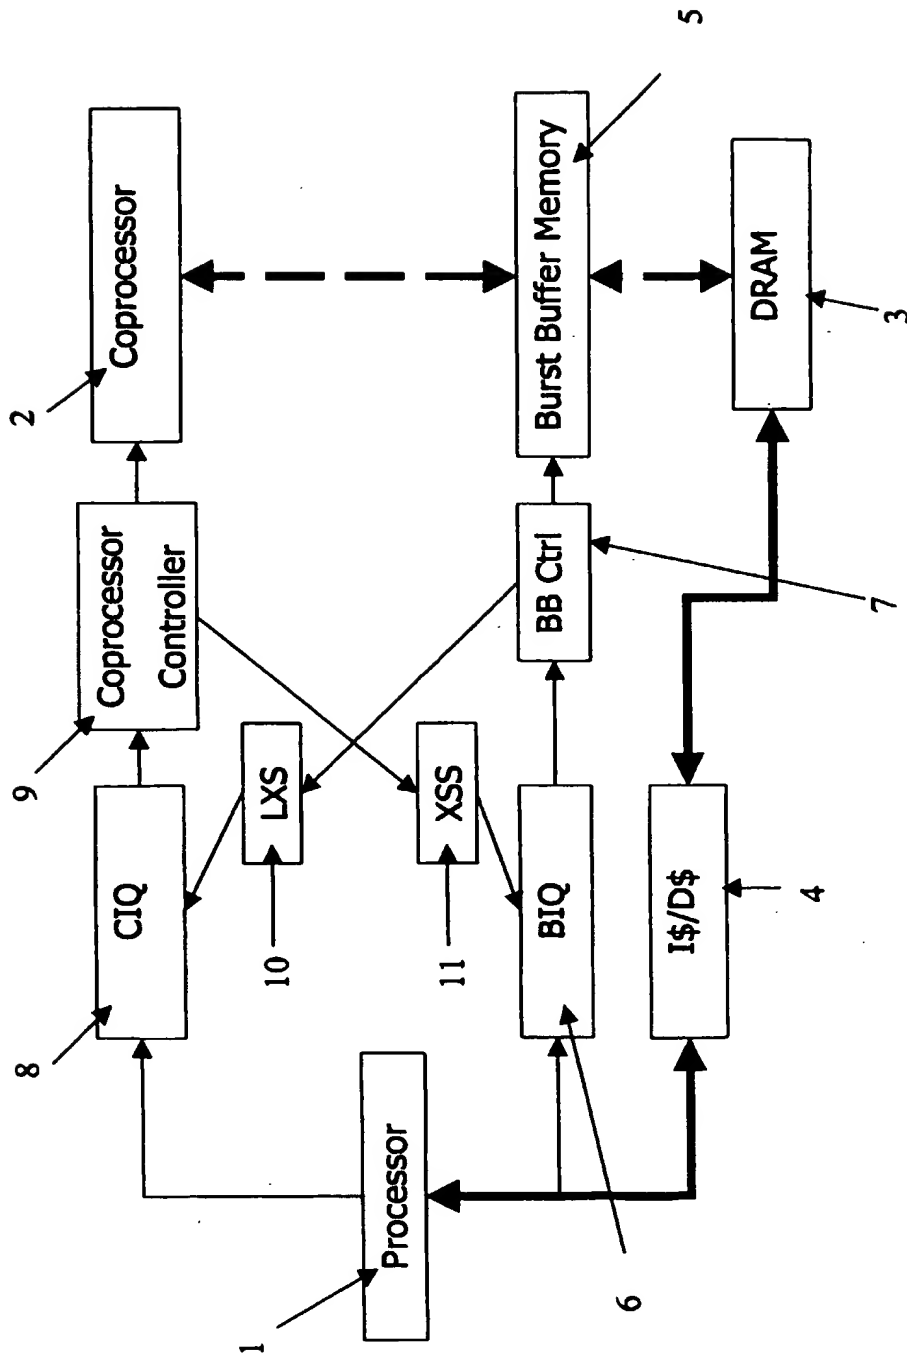 2
Coprocessor
9
Coprocessor
Controller
8
CIQ
10
LXS
11
XSS
1
Processor
5
Burst Buffer Memory
BB Ctrl
7
BIQ
6
I$/D$
4
DRAM
3